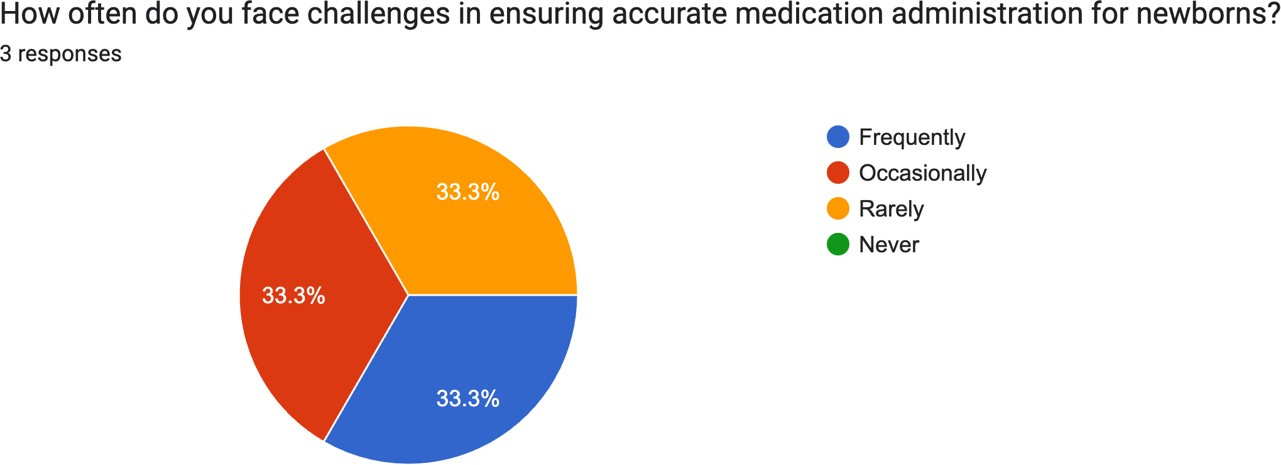 How often do you face challenges in ensuring accurate medication administration for newborns?
3 responses
33.3%
33.3%
33.3%
Frequently
Occasionally
Rarely
Never